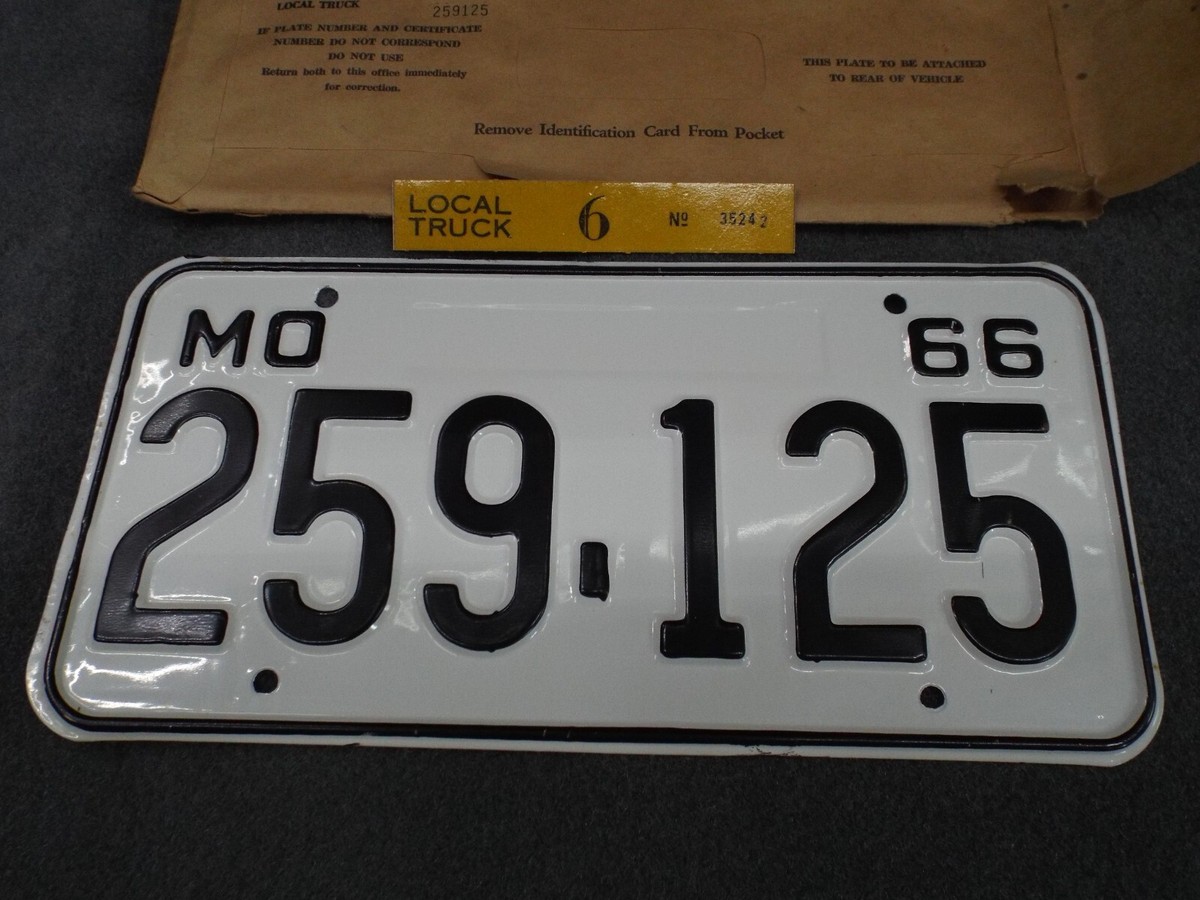 LOCAL TRUCK
259125
IF PLATE NUMBER AND CERTIFICATE
NUMBER DO NOT CORRESPOND
DO NOT USE
Return both to this office immediately
for correction.
THIS PLATE TO BE ATTACHED
TO REAR OF VEHICLE
Remove Identification Card From Pocket
LOCAL
TRUCK
6
Nº 35242
MO
66
259-125